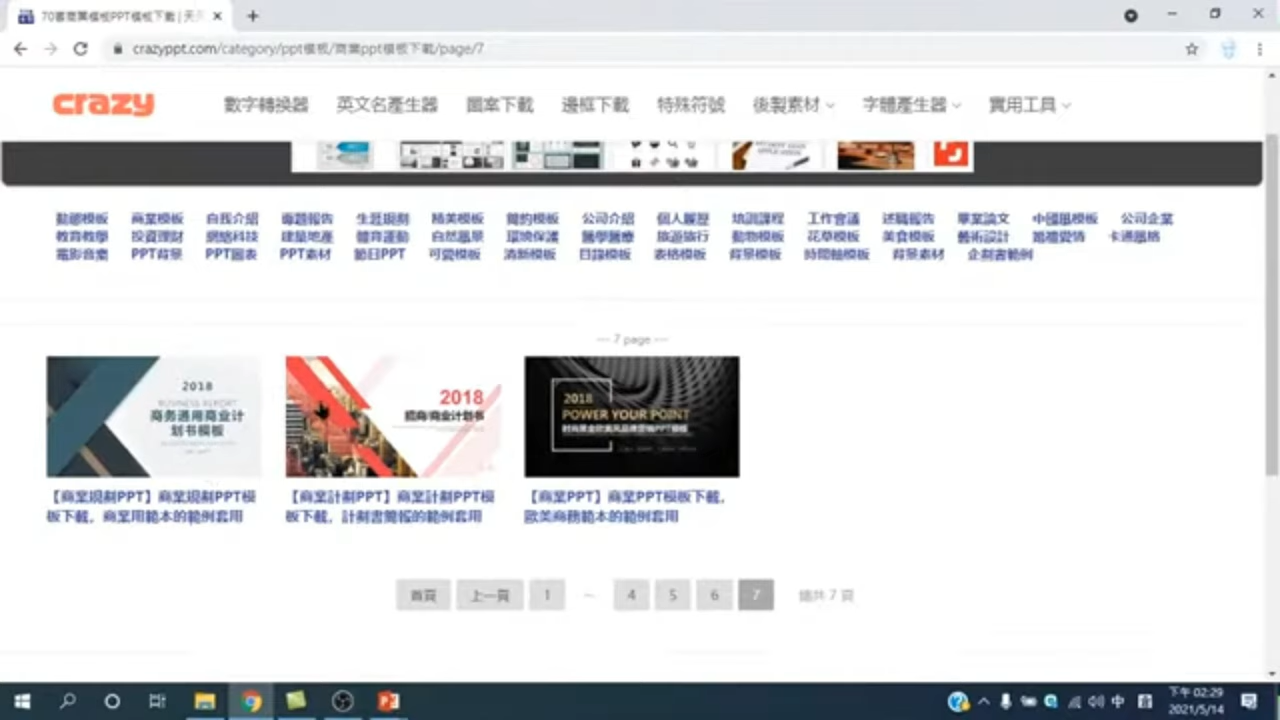 70套商業模板PPT模板下載 | 天
crazyppt.com/category/ppt模板/商業ppt模板下載/page/7
crazy
數字轉換器 英文名產生器 圖案下載 邊框下載 特殊符號 後製素材 字體產生器 實用工具
動態模板 商業模板 自我介紹 專題報告 生涯規劃 精美模板 簡約模板 公司介紹 個人履歷 培訓課程 工作會議 述職報告 畢業論文 中國風模板 公司企業
教育教學 投資理財 網絡科技 建築地產 體育運動 自然風景 環境保護 醫學醫療 旅遊旅行 動物模板 花草模板 美食模板 藝術設計 婚禮愛情 卡通風格
電影音樂 PPT背景 PPT圖表 PPT素材 節日PPT 可愛模板 清新模板 目錄模板 表格模板 背景模板 時間軸模板 背景素材 企劃書範例
--- 7 page ---
2018
BUSINESS REPORT
商务通用商业计
划书模板
2018
招商/商业计划书
2018
POWER YOUR POINT
【商業規劃PPT】商業規劃PPT模
板下載，商業用範本的範例套用
【商業計劃PPT】商業計劃PPT模
板下載，計劃書簡報的範例套用
【商業PPT】商業PPT模板下載，
歐美商務範本的範例套用
首頁 上一頁 1 ... 4 5 6 7 總共 7 頁
中
下午 02:29
2021/5/14